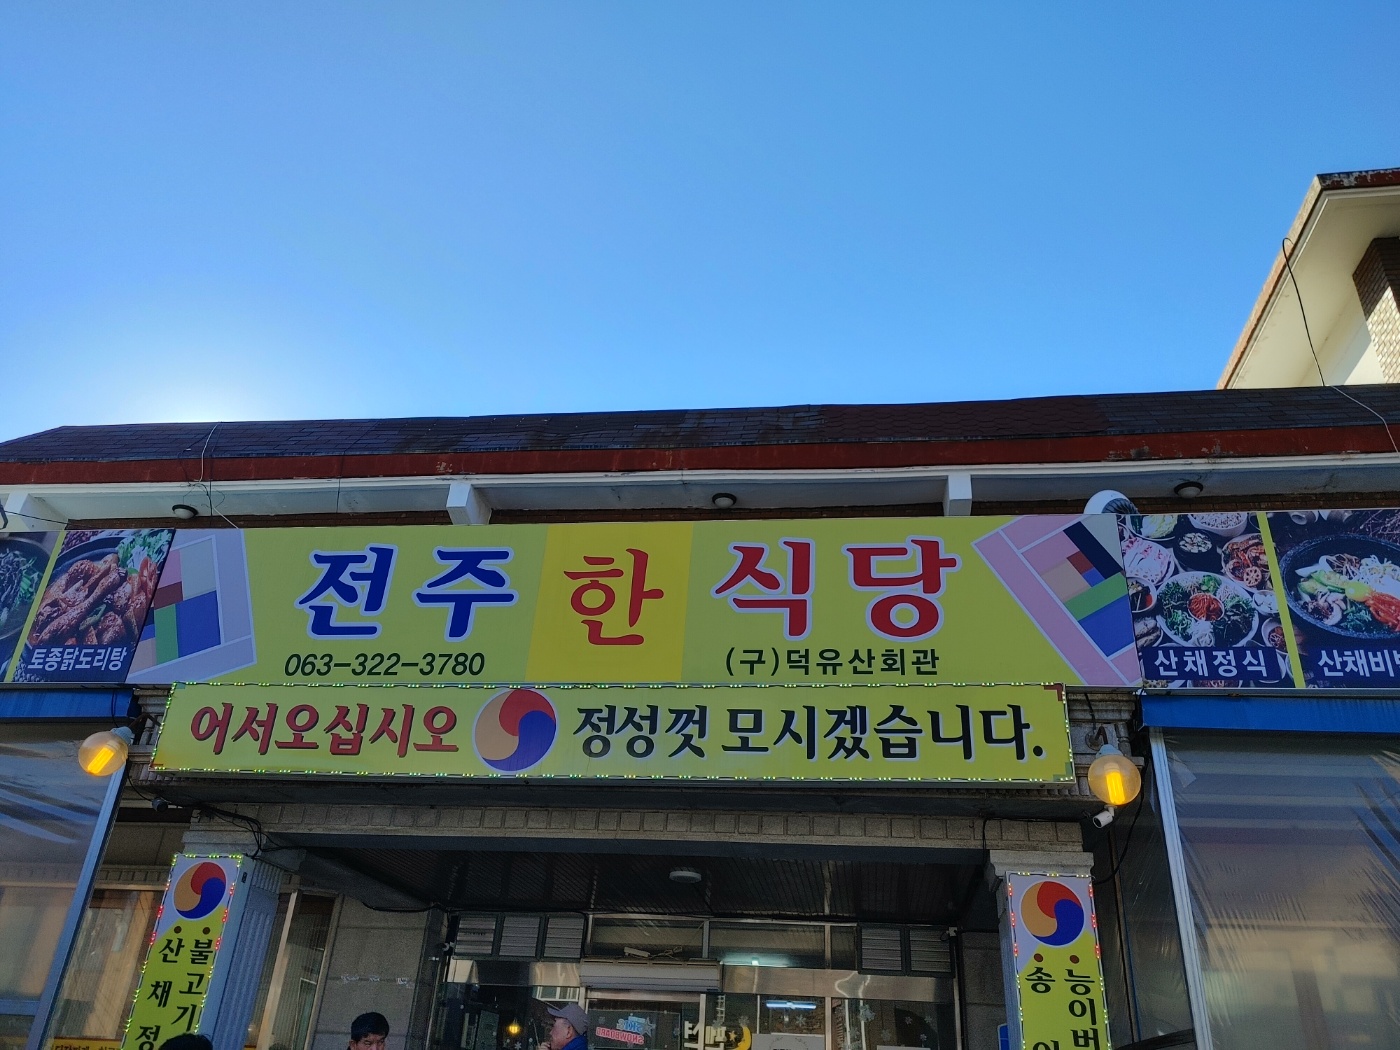 전주 한 식당
063-322-3780
(구)덕유산회관
토종닭도리탕
산채정식
산채비
어서오십시오 정성껏 모시겠습니다.
불고기
산채정
능이버
송이
SNOWBOARD